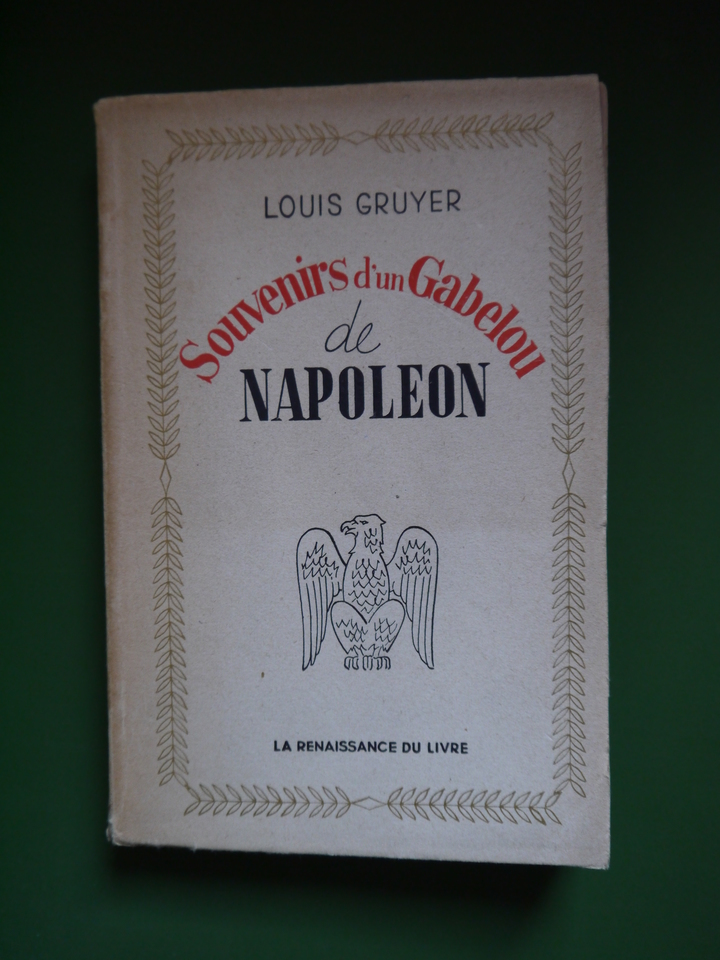 LOUIS GRUYER
Souvenirs d'un Gabelou
de
NAPOLEON
LA RENAISSANCE DU LIVRE